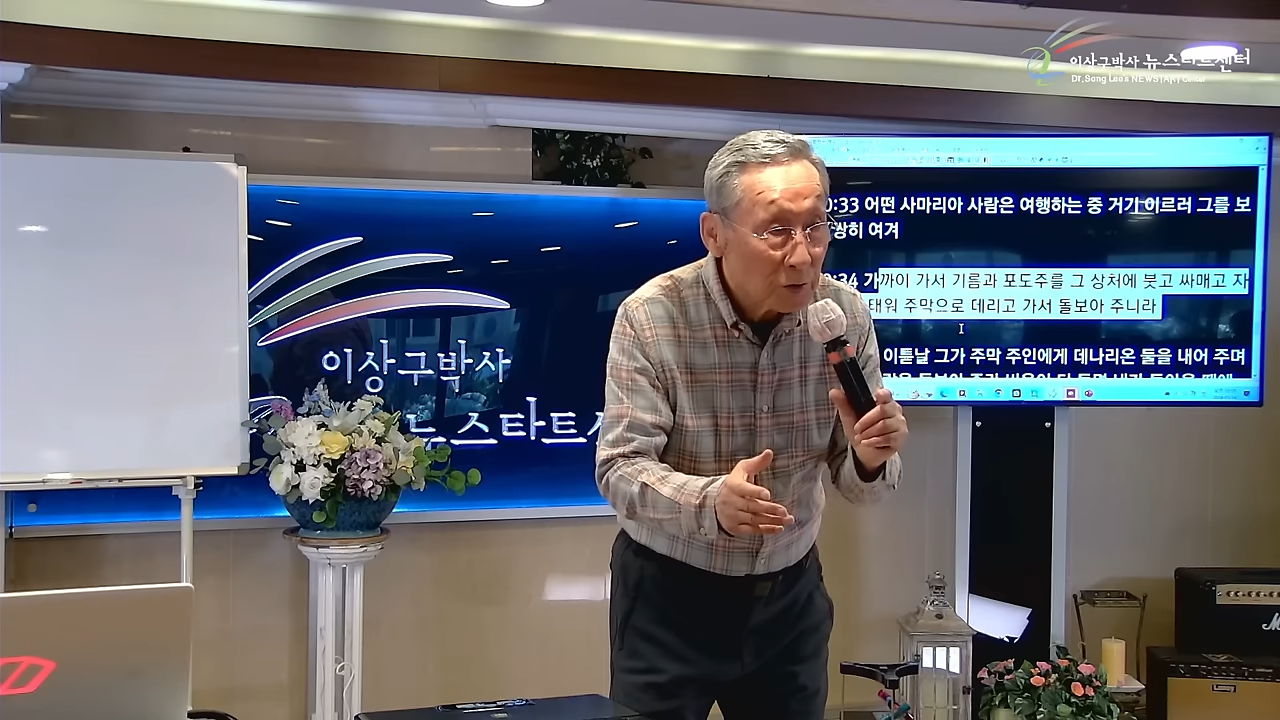 이상구박사 뉴스타트센터
Dr.Sang Lee's NEWSTART Center
0:33 어떤 사마리아 사람은 여행하는 중 거기 이르러 그를 보
쌍히 여겨
0:34 가까이 가서 기름과 포도주를 그 상처에 붓고 싸매고 자
태워 주막으로 데리고 가서 돌보아 주니라
이튿날 그가 주막 주인에게 데나리온 둘을 내어 주며
이상구박사
뉴스타트